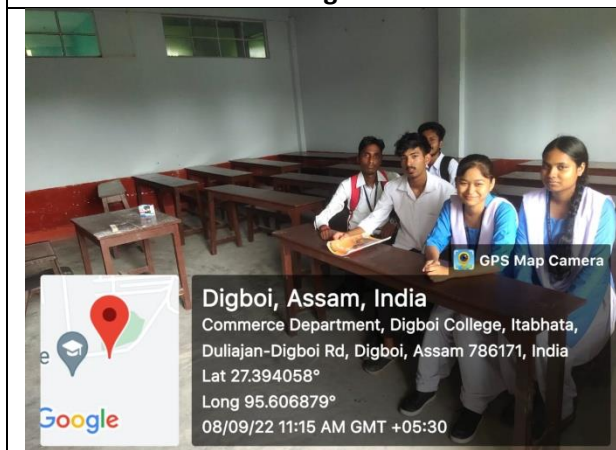 GPS Map Camera
Digboi, Assam, India
Commerce Department, Digboi College, Itabhata,
Duliajan-Digboi Rd, Digboi, Assam 786171, India
Lat 27.394058°
Long 95.606879°
08/09/22 11:15 AM GMT +05:30
e
Google